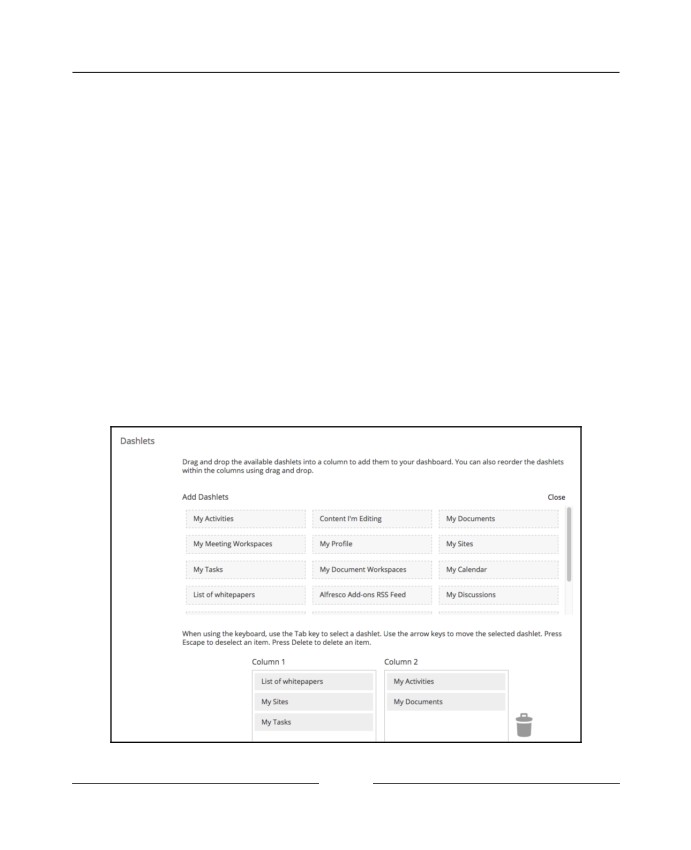 Dashlets
Drag and drop the available dashlets into a column to add them to your dashboard. You can also reorder the dashlets
within the columns using drag and drop.
Add Dashlets Close
My Activities Content I'm Editing My Documents
My Meeting Workspaces My Profile My Sites
My Tasks My Document Workspaces My Calendar
List of whitepapers Alfresco Add-ons RSS Feed My Discussions
When using the keyboard, use the Tab key to select a dashlet. Use the arrow keys to move the selected dashlet. Press
Escape to deselect an item. Press Delete to delete an item.
Column 1 Column 2
List of whitepapers My Activities
My Sites My Documents
My Tasks